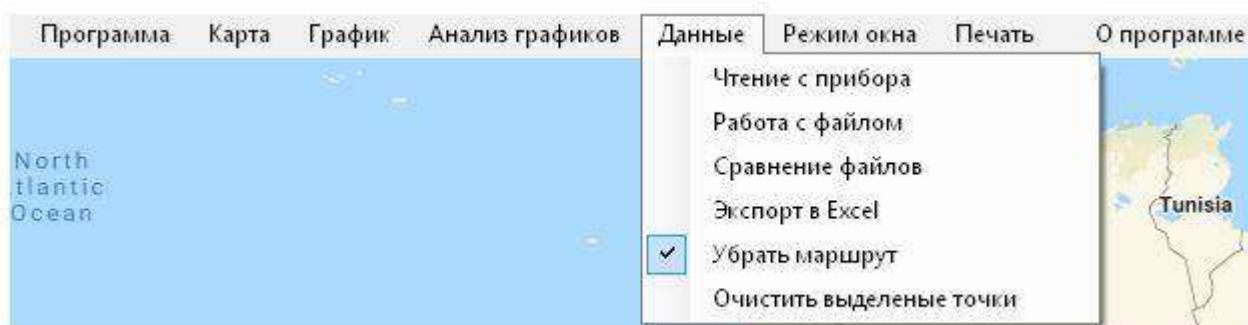 Программа Карта График Анализ графиков Данные Режим окна Печать О программе
Чтение с прибора
Работа с файлом
Сравнение файлов
Экспорт в Excel
Убрать маршрут
Очистить выделеные точки
North
tlantic
Ocean
Tunisia